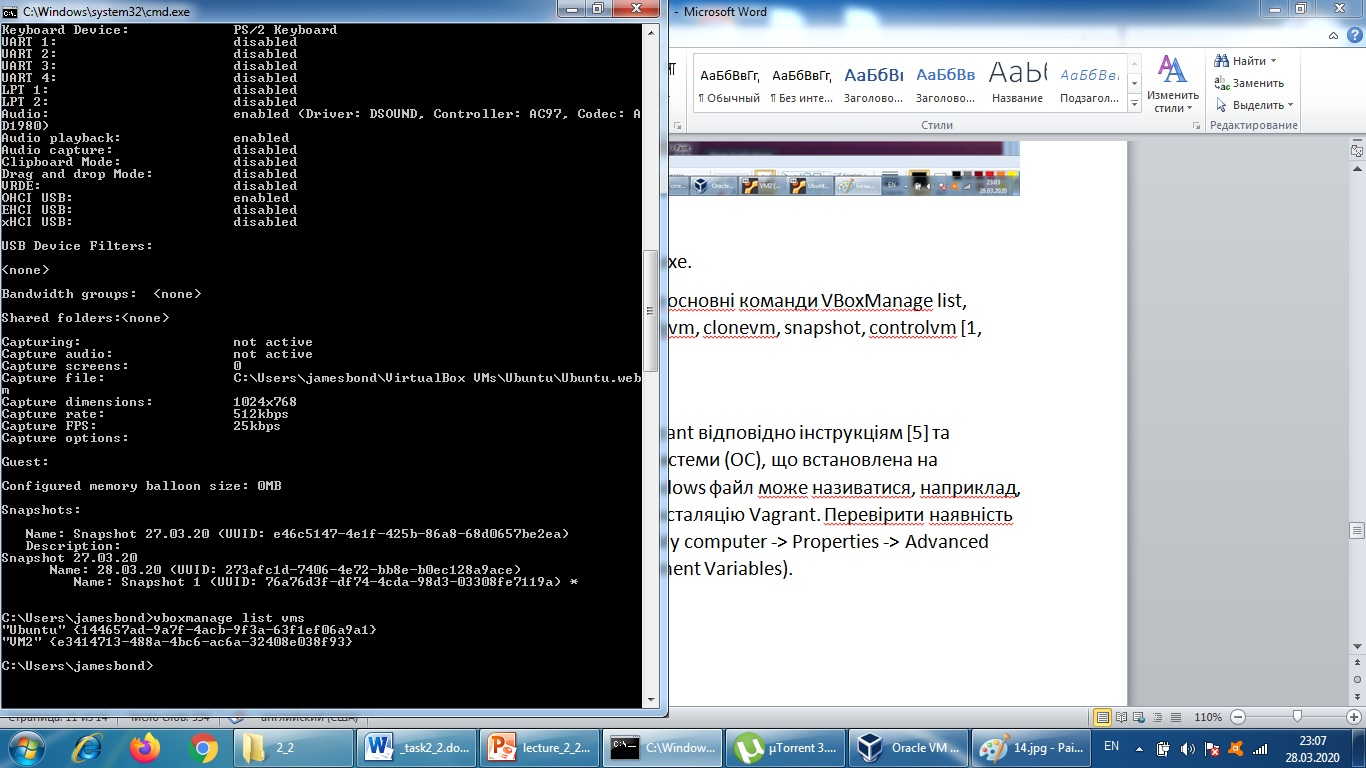 C:\Windows\system32\cmd.exe
Keyboard Device: PS/2 Keyboard
UART 1: disabled
UART 2: disabled
UART 3: disabled
UART 4: disabled
LPT 1: disabled
LPT 2: disabled
Audio: enabled (Driver: DSOUND, Controller: AC97, Codec: A
D1980)
Audio playback: enabled
Audio capture: disabled
Clipboard Mode: disabled
Drag and drop Mode: disabled
VRDE: disabled
OHCI USB: enabled
EHCI USB: disabled
xHCI USB: disabled
USB Device Filters:
<none>
Bandwidth groups: <none>
Shared folders:<none>
Capturing: not active
Capture audio: not active
Capture screens: 0
Capture file: C:\Users\jamesbond\VirtualBox VMs\Ubuntu\Ubuntu.web
m
Capture dimensions: 1024x768
Capture rate: 512kbps
Capture FPS: 25kbps
Capture options:
Guest:
Configured memory balloon size: 0MB
Snapshots:
Name: Snapshot 27.03.20 (UUID: e46c5147-4e1f-425b-86a8-68d0657be2ea)
Description:
Snapshot 27.03.20
Name: 28.03.20 (UUID: 273afc1d-7406-4e72-bb8e-b0ec128a9ace)
Name: Snapshot 1 (UUID: 76a76d3f-df74-4cda-98d3-03308fe7119a) *
C:\Users\jamesbond>vboxmanage list vms
"Ubuntu" {144657ad-9a7f-4acb-9f3a-63f1ef06a9a1}
"VM2" {e3414713-488a-4bc6-ac6a-32408e038f93}
C:\Users\jamesbond>
- Microsoft Word
АаБбВвГг, АаБбВвГг, АаБбВı АаБбВв АаЬ АаБбВвı
¶ Обычный ¶ Без инте... Заголово... Заголово... Название Подзагол...
Изменить стили
Стили
Найти
Заменить
Выделить
Редактирование
Oracle... VM2 [... Ubunt... EN 23:03
28.03.2020
xe.
основні команди VBoxManage list,
vm, clonevm, snapshot, controlvm [1,
ant відповідно інструкціям [5] та
стеми (ОС), що встановлена на
lows файл може називатися, наприклад,
сталяцію Vagrant. Перевірити наявність
y computer -> Properties -> Advanced
nent Variables).
110%
2_2
_task2_2.do...
lecture_2_2...
C:\Window...
µTorrent 3....
Oracle VM ...
14.jpg - Pai...
EN
23:07
28.03.2020